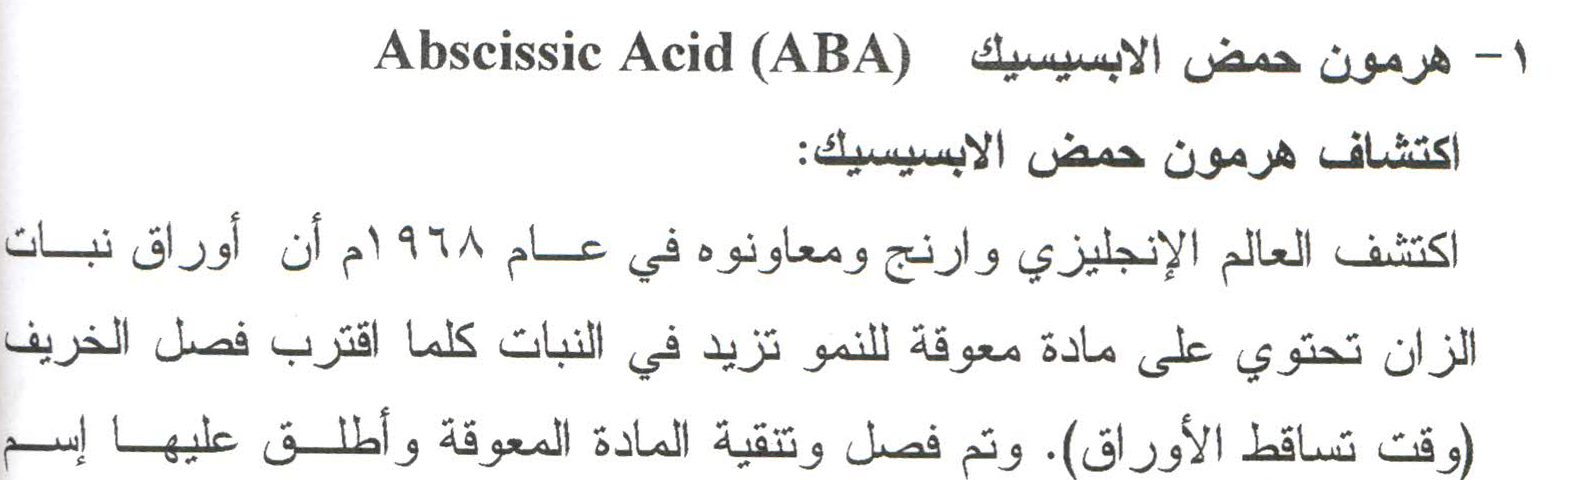 ١- هرمون حمض الابسيسيك Abscissic Acid (ABA)
اكتشاف هرمون حمض الابسيسيك:
اكتشف العالم الإنجليزي وارنج ومعاونوه في عام ١٩٦٨م أن أوراق نبات
الزان تحتوي على مادة معوقة للنمو تزيد في النبات كلما اقترب فصل الخريف
(وقت تساقط الأوراق). وتم فصل وتنقية المادة المعوقة وأطلق عليها إسم